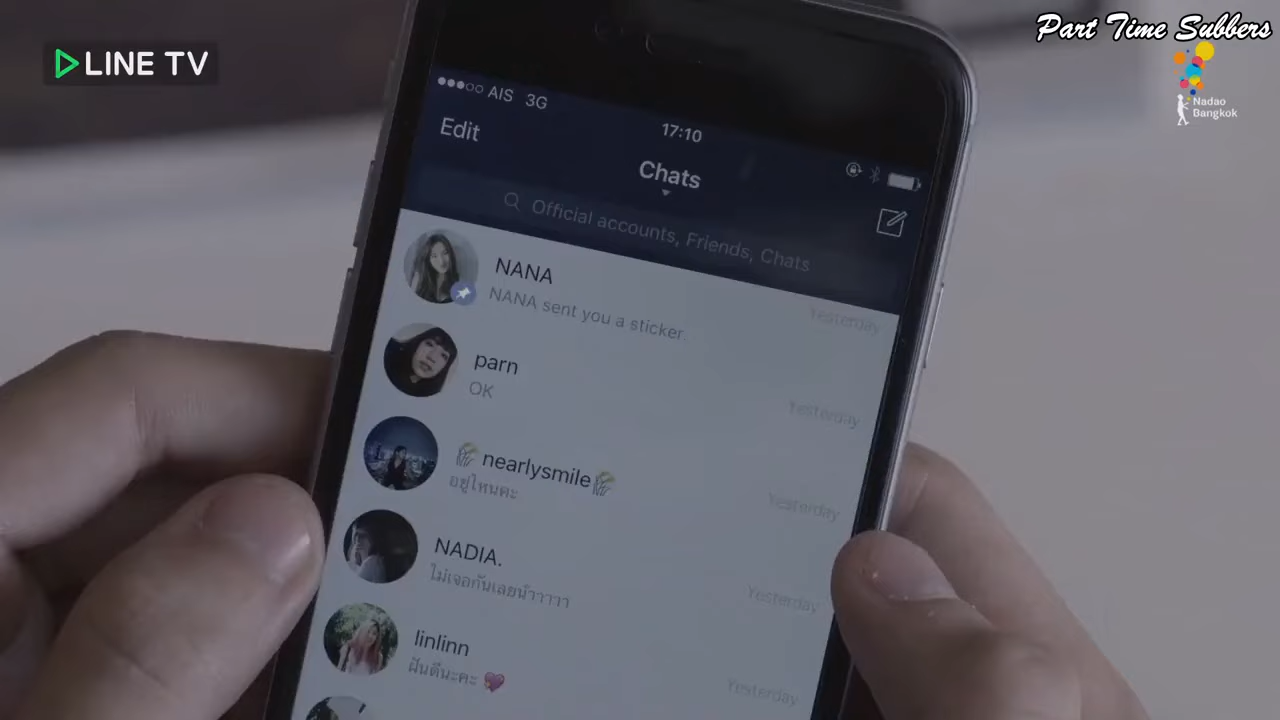 LINE TV
Part Time Subbers
Nadao
Bangkok
AIS 3G
17:10
Edit
Chats
Official accounts, Friends, Chats
NANA
NANA sent you a sticker.
Yesterday
parn
OK
Yesterday
nearlysmile
อยู่ไหนคะ
Yesterday
NADIA.
ไม่เจอกันเลยน้าาาาา
Yesterday
linlinn
ฝันดีนะคะ 💖
Yesterday